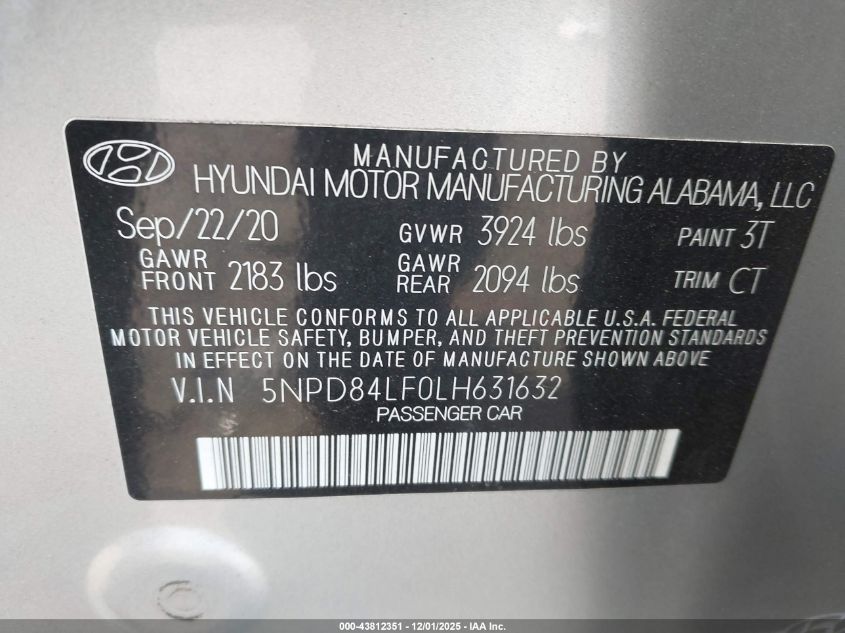 MANUFACTURED BY
HYUNDAI MOTOR MANUFACTURING ALABAMA, LLC
Sep/22/20 GVWR 3924 lbs PAINT 3T
GAWR FRONT 2183 lbs GAWR REAR 2094 lbs TRIM CT
THIS VEHICLE CONFORMS TO ALL APPLICABLE U.S.A. FEDERAL
MOTOR VEHICLE SAFETY, BUMPER, AND THEFT PREVENTION STANDARDS
IN EFFECT ON THE DATE OF MANUFACTURE SHOWN ABOVE
V.I.N 5NPD84LF0LH631632
PASSENGER CAR
000-43812351 - 12/01/2025 - IAA Inc.